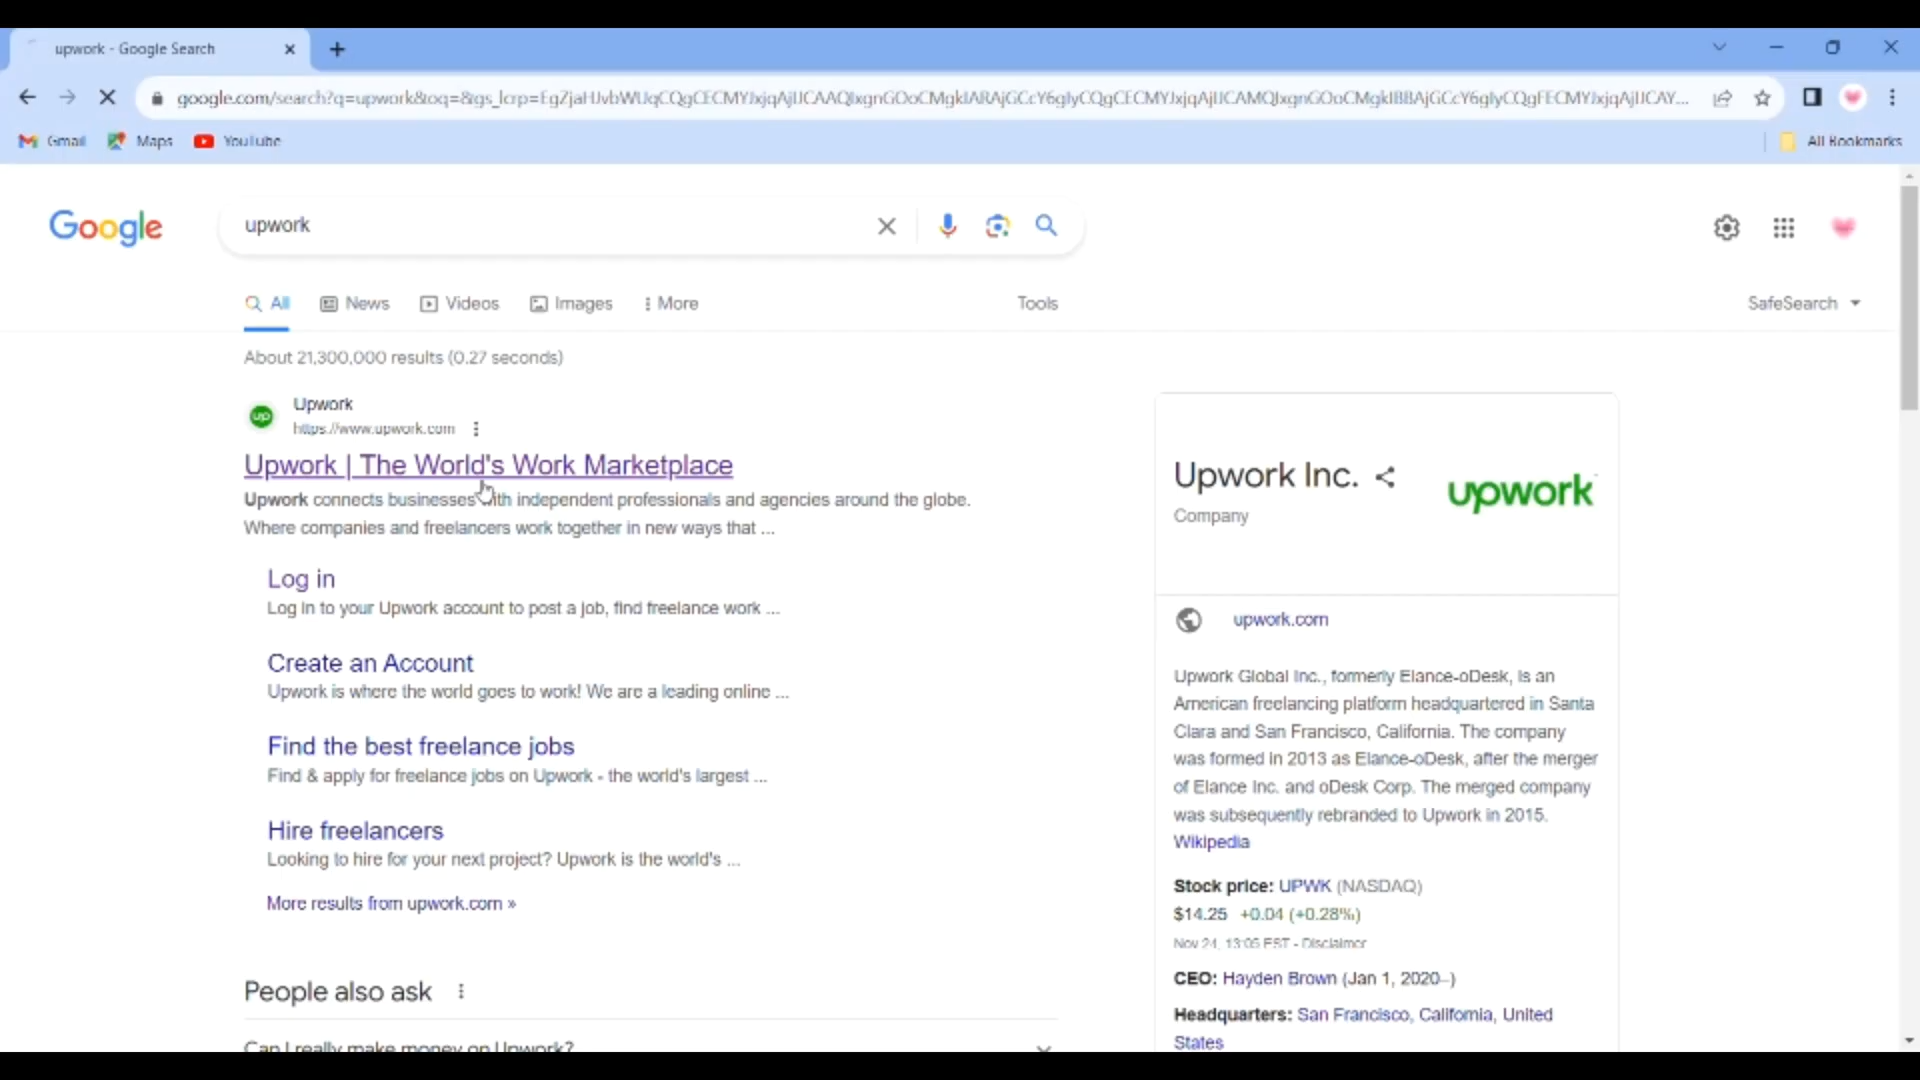 upwork - Google Search
Gmail
Maps
YouTube
All Bookmarks
Google
upwork
All
News
Videos
Images
More
Tools
SafeSearch
About 21,300,000 results (0.27 seconds)
Upwork
https://www.upwork.com
Upwork | The World's Work Marketplace
Upwork connects businesses with independent professionals and agencies around the globe.
Where companies and freelancers work together in new ways that ...
Log in
Log in to your Upwork account to post a job, find freelance work ...
Create an Account
Upwork is where the world goes to work! We are a leading online ...
Find the best freelance jobs
Find & apply for freelance jobs on Upwork - the world's largest ...
Hire freelancers
Looking to hire for your next project? Upwork is the world's ...
More results from upwork.com »
People also ask
Can I really make money on Upwork?
Upwork Inc.
Company
upwork
upwork.com
Upwork Global Inc., formerly Elance-oDesk, is an
American freelancing platform headquartered in Santa
Clara and San Francisco, California. The company
was formed in 2013 as Elance-oDesk, after the merger
of Elance Inc. and oDesk Corp. The merged company
was subsequently rebranded to Upwork in 2015.
Wikipedia
Stock price: UPWK (NASDAQ)
$14.25 +0.04 (+0.28%)
Nov 24, 13:05 EST - Disclaimer
CEO: Hayden Brown (Jan 1, 2020–)
Headquarters: San Francisco, California, United
States